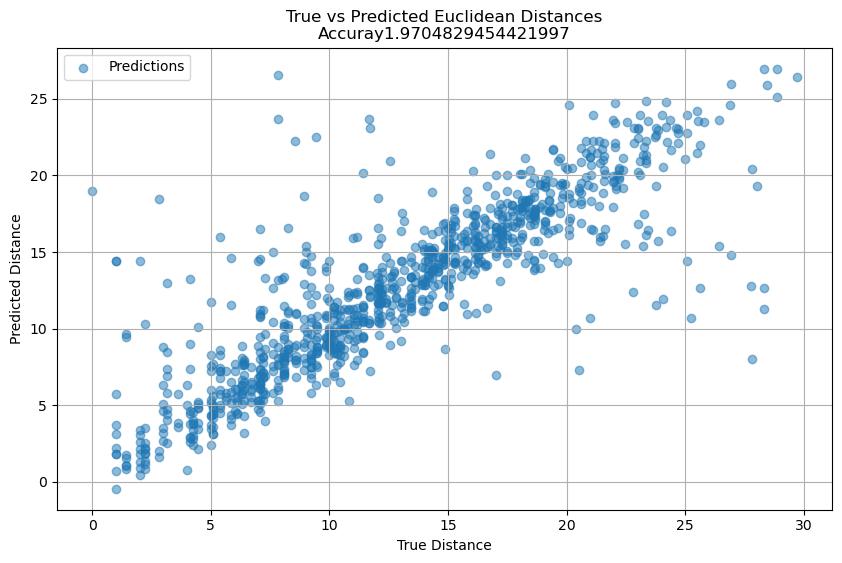 True vs Predicted Euclidean Distances
Accuray1.9704829454421997
Predictions
25
20
15
10
5
0
Predicted Distance
0 5 10 15 20 25 30
True Distance